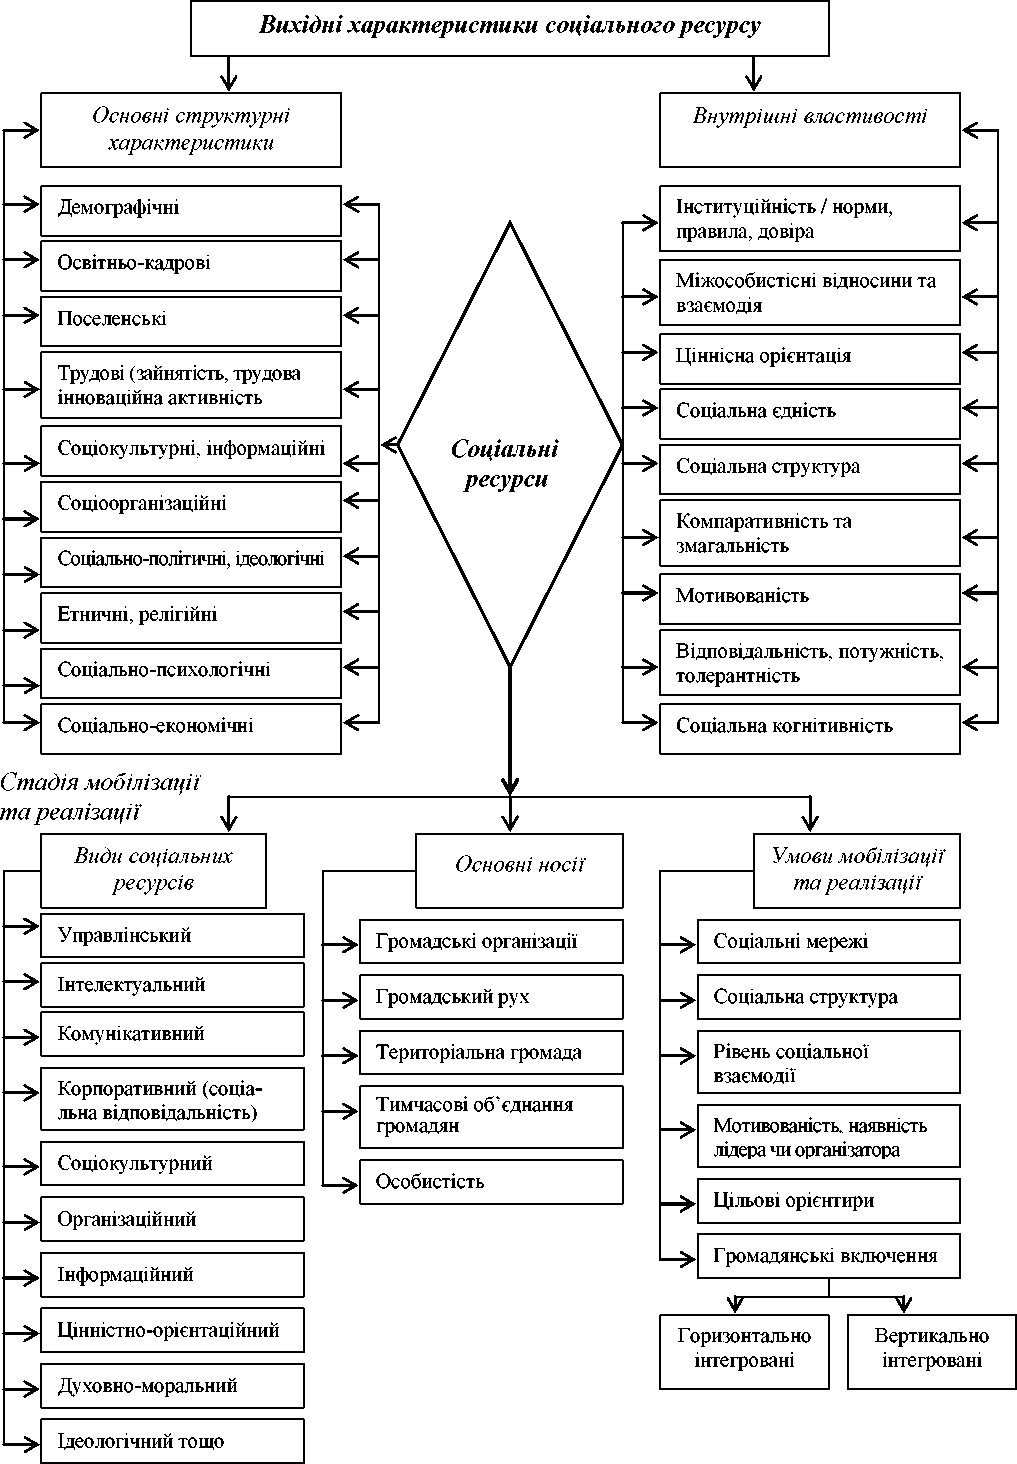 Вихідні характеристики соціального ресурсу
Основні структурні
характеристики
Демографічні
Освітньо-кадрові
Поселенські
Трудові (зайнятість, трудова
інноваційна активність
Соціокультурні, інформаційні
Соціоорганізаційні
Соціально-політичні, ідеологічні
Етничні, релігійні
Соціально-психологічні
Соціально-економічні
Соціальні
ресурси
Внутрішні властивості
Інституційність / норми,
правила, довіра
Міжособистісні відносини та
взаємодія
Ціннісна орієнтація
Соціальна єдність
Соціальна структура
Компаративність та
змагальність
Мотивованість
Відповідальність, потужність,
толерантність
Соціальна когнітивність
Стадія мобілізації
та реалізації
Види соціальних
ресурсів
Управлінський
Інтелектуальний
Комунікативний
Корпоративний (соціа-
льна відповідальність)
Соціокультурний
Організаційний
Інформаційний
Цінністно-орієнтаційний
Духовно-моральний
Ідеологічний тощо
Основні носії
Громадські організації
Громадський рух
Територіальна громада
Тимчасові об’єднання
громадян
Особистість
Умови мобілізації
та реалізації
Соціальні мережі
Соціальна структура
Рівень соціальної
взаємодії
Мотивованість, наявність
лідера чи організатора
Цільові орієнтири
Громадянські включення
Горизонтально
інтегровані
Вертикально
інтегровані